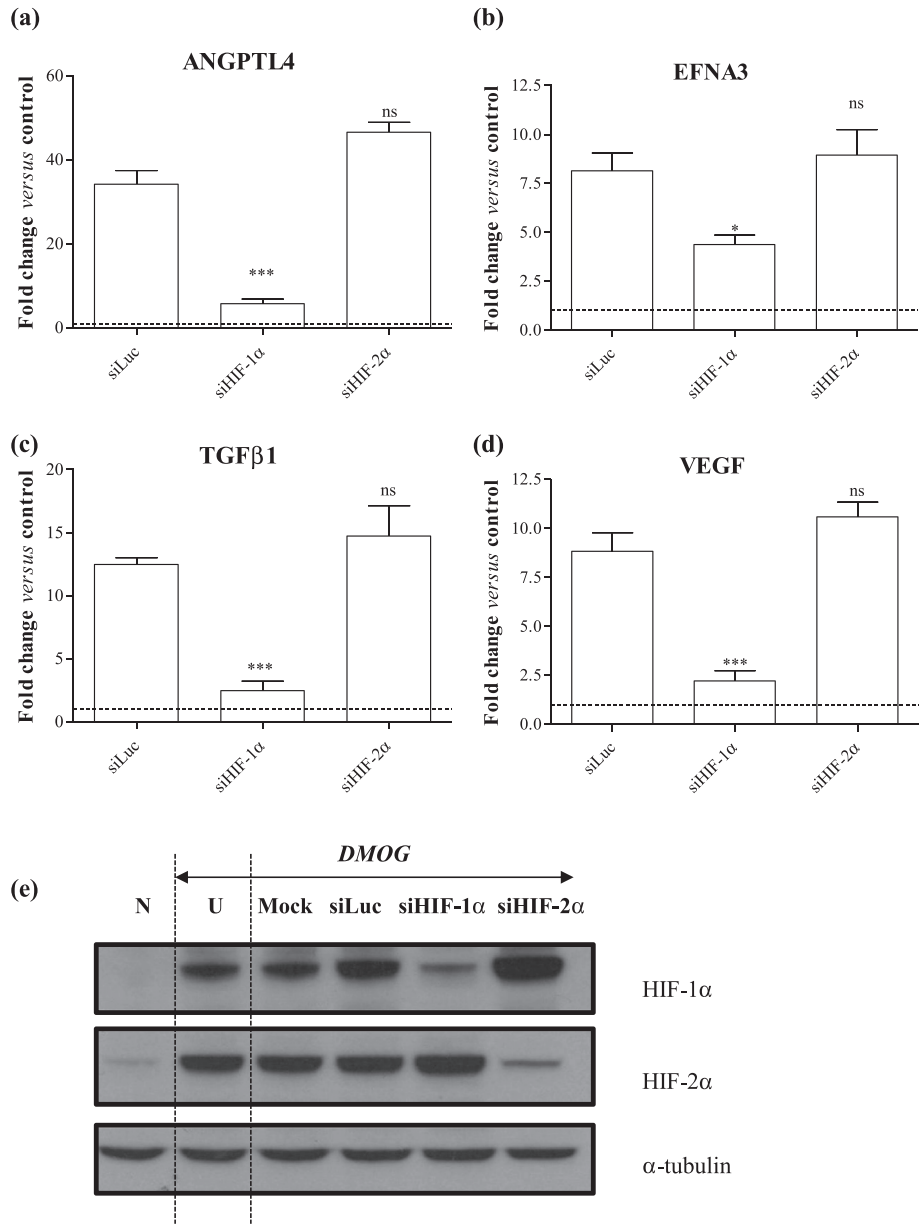 (a)
ANGPTL4
Fold change versus control
60
40
20
0
ns
***
siLuc
siHIF-1α
siHIF-2α
(b)
EFNA3
Fold change versus control
12.5
10.0
7.5
5.0
2.5
0.0
ns
*
siLuc
siHIF-1α
siHIF-2α
(c)
TGFβ1
Fold change versus control
20
15
10
5
0
ns
***
siLuc
siHIF-1α
siHIF-2α
(d)
VEGF
Fold change versus control
12.5
10.0
7.5
5.0
2.5
0.0
ns
***
siLuc
siHIF-1α
siHIF-2α
(e)
DMOG
N U Mock siLuc siHIF-1α siHIF-2α
HIF-1α
HIF-2α
α-tubulin